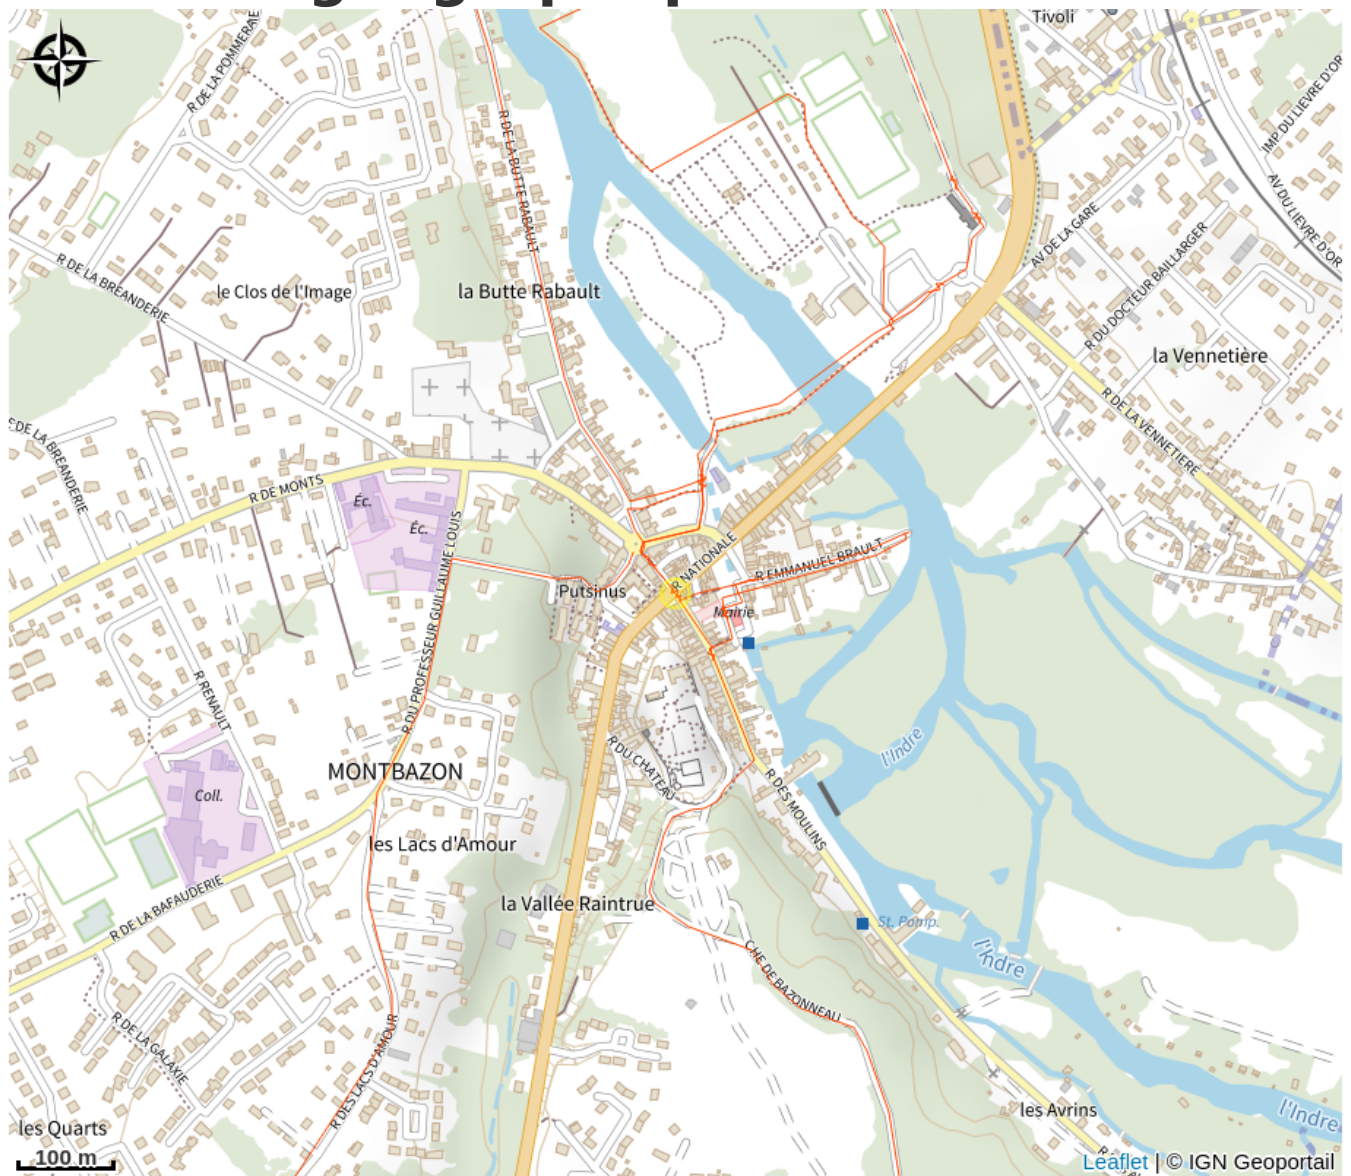 Tivoli
R DE LA POMMERAIE
IMP DU LIEVRE D'OR
R DE LA BUTTE RABAULT
AV DU LIEVRE D'OR
AV DE LA GARE
R DU DOCTEUR BAILLARGER
R DE LA BREANDERIE
le Clos de l'Image
la Butte Rabault
la Vennetière
R DE LA VENNETIERE
E DE LA BREANDERIE
R DE MONTS
Éc.
Éc.
R NATIONALE
R EMMANUEL BRAULT
Putsinus
Mairie
R DU PROFESSEUR GUILLAUME LOUIS
R RENAULT
R DU CHATEAU
l'Indre
MONTBAZON
Coll.
R DES MOULINS
les Lacs d'Amour
R DE LA BAFAUDERIE
la Vallée Raintrue
St. Pomp.
l'Indre
CHE DE BAZONNEAU
R DE LA GALAXIE
R DES LACS D'AMOUR
les Quarts
les Avrins
l'Indre
100 m
Leaflet | © IGN Geoportail